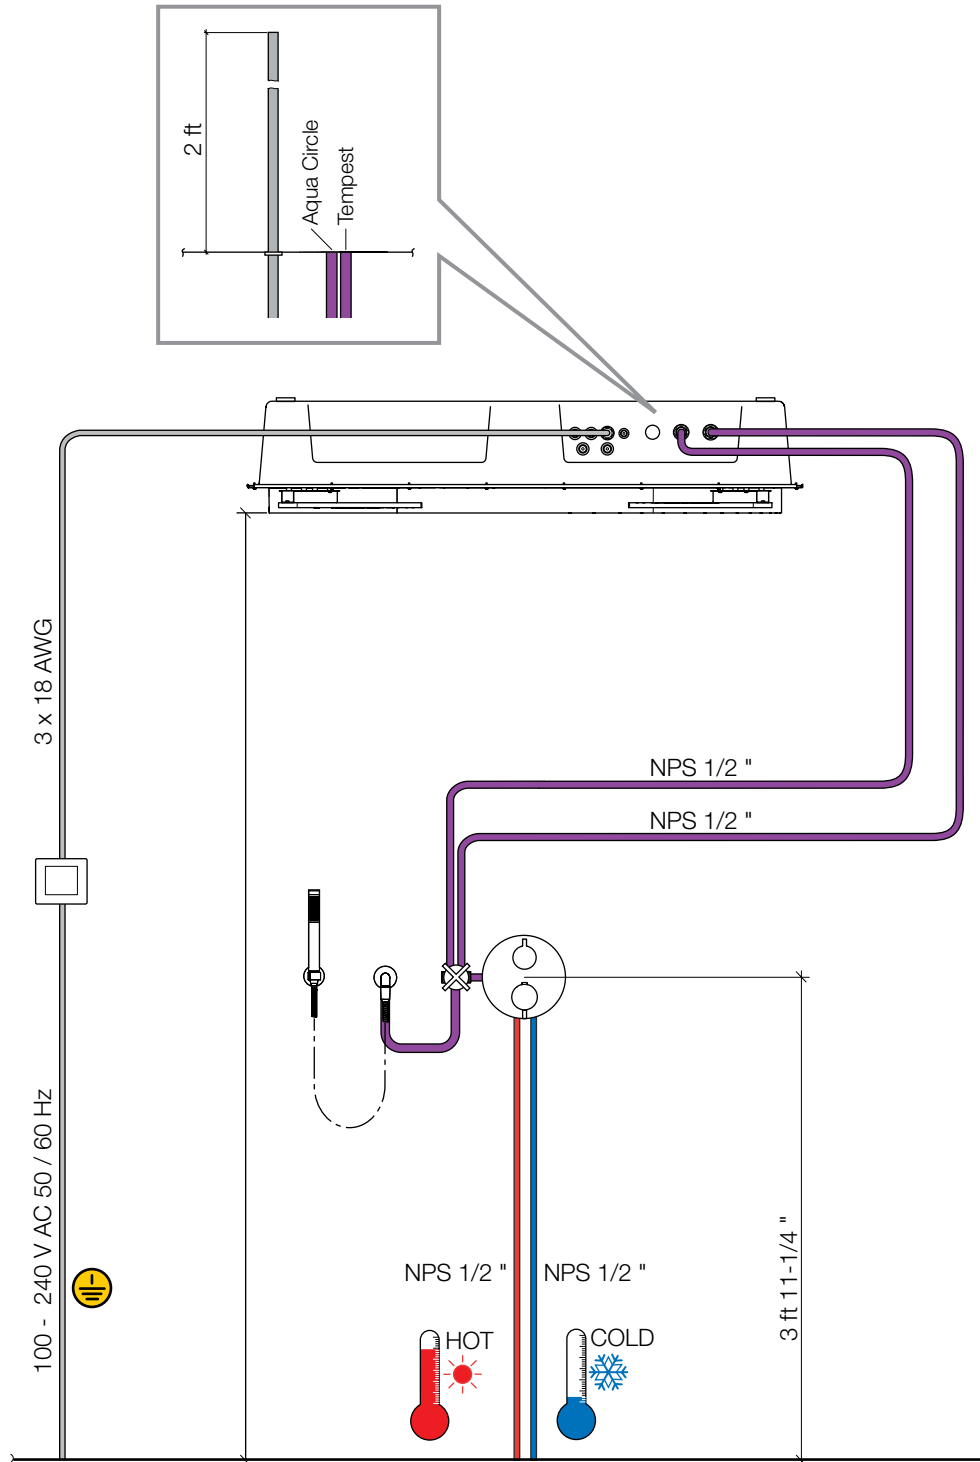 2 ft
Aqua Circle
Tempest
3 x 18 AWG
NPS 1/2 "
NPS 1/2 "
100 - 240 V AC 50 / 60 Hz
3 ft 11-1/4 "
NPS 1/2 "
NPS 1/2 "
HOT
COLD